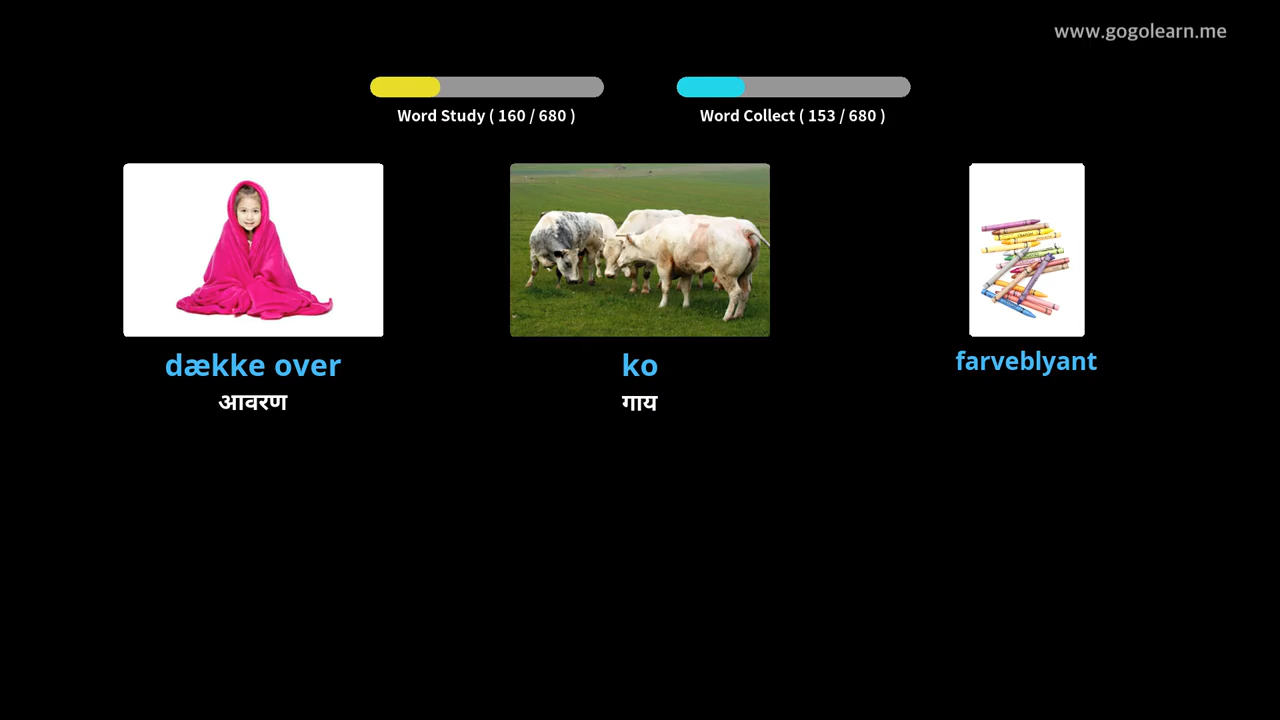 www.gogolearn.me
Word Study ( 160 / 680 )
Word Collect ( 153 / 680 )
dække over
आवरण
ko
गाय
farveblyant